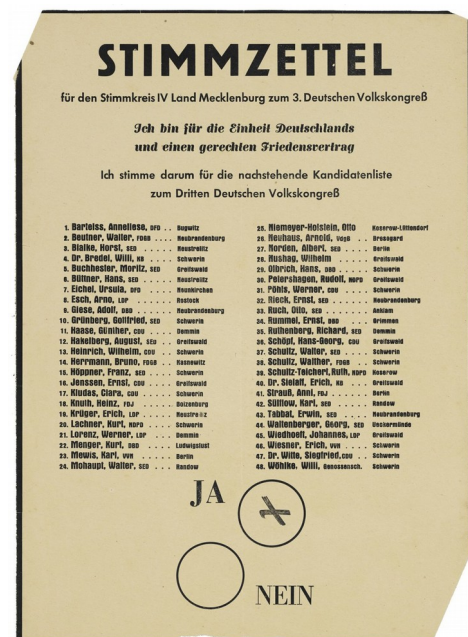 STIMMZETTEL
für den Stimmkreis IV Land Mecklenburg zum 3. Deutschen Volkskongreß
Ich bin für die Einheit Deutschlands
und einen gerechten Friedensvertrag
Ich stimme darum für die nachstehende Kandidatenliste
zum Dritten Deutschen Volkskongreß
1. Barteiss, Anneliese, DFD . . Bugwitz
2. Beutner, Walter, FDGB . . . Neubrandenburg
3. Bialke, Horst, SED . . . . Neustrelitz
4. Dr. Bredel, Willi, KB . . . Schwerin
5. Buchhester, Moritz, SED . . Greifswald
6. Büttner, Hans, SED . . . . Neustrelitz
7. Eichel, Ursula, DFD . . . Neuenkirchen
8. Esch, Arno, LDP . . . . Rostock
9. Giese, Adolf, DBD . . . . Neubrandenburg
10. Grünberg, Gottfried, SED . . Schwerin
11. Haase, Günther, CDU . . . Demmin
12. Hakelberg, August, SED . . Greifswald
13. Heinrich, Wilhelm, CDU . . Schwerin
14. Herrmann, Bruno, FDGB . .
15. Höppner, Franz, SED . . . Schwerin
16. Jenssen, Ernst, CDU . . . Greifswald
17. Kludas, Clara, CDU . . . . Schwerin
18. Knuth, Heinz, FDJ . . . . Boizenburg
19. Krüger, Erich, LDP . . . . Neustrelitz
20. Lachner, Kurt, NDPD . . . Schwerin
21. Lorenz, Werner, LDP . . . Demmin
22. Menger, Kurt, DBD . . . . Ludwigslust
23. Mewis, Karl, VVN . . . . Berlin
24. Mohaupt, Walter, SED . . . Randow
25. Niemeyer-Holstein, Otto Koserow-Lüttendorf
26. Neuhaus, Arnold, VdgB . . Bresegard
27. Norden, Albert, SED . . . Berlin
28. Nushag, Wilhelm . . . . Greifswald
29. Olbrich, Hans, DBD . . . . Schwerin
30. Petershagen, Rudolf, NDPD Greifswald
31. Pöhls, Werner, CDU . . . . Schwerin
32. Rieck, Ernst, SED . . . . Neubrandenburg
33. Ruch, Otto, SED . . . . Anklam
34. Rummel, Ernst, DBD . . . Grimmen
35. Ruthenberg, Richard, SED Demmin
36. Schöpf, Hans-Georg, CDU . Greifswald
37. Schultz, Walter, SED . . . Schwerin
38. Schultz, Walther, FDGB . . Schwerin
39. Schultz-Teichert, Ruth, NDPD Koserow
40. Dr. Sielaff, Erich, KB . . Greifswald
41. Strauß, Anni, FDJ . . . . Berlin
42. Sülflow, Karl, SED . . . . Randow
43. Tabbat, Erwin, SED . . . Neubrandenburg
44. Wallenberger, Georg, SED Ueckermünde
45. Wiedhoeft, Johannes, LDP Greifswald
46. Wiesner, Erich, VVN . . . Schwerin
47. Dr. Witte, Siegfried, CDU . . Schwerin
48. Wöhlke, Willi, Genossensch. Schwerin
JA
NEIN